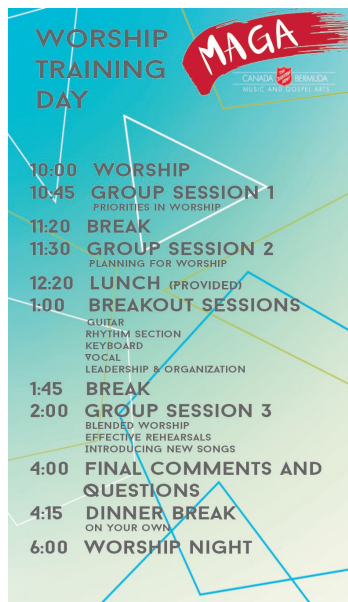 WORSHIP
TRAINING
DAY
MAGA
CANADA THE SALVATION ARMY BERMUDA
MUSIC AND GOSPEL ARTS
10:00 WORSHIP
10:45 GROUP SESSION 1
PRIORITIES IN WORSHIP
11:20 BREAK
11:30 GROUP SESSION 2
PLANNING FOR WORSHIP
12:20 LUNCH (PROVIDED)
1:00 BREAKOUT SESSIONS
GUITAR
RHYTHM SECTION
KEYBOARD
VOCAL
LEADERSHIP & ORGANIZATION
1:45 BREAK
2:00 GROUP SESSION 3
BLENDED WORSHIP
EFFECTIVE REHEARSALS
INTRODUCING NEW SONGS
4:00 FINAL COMMENTS AND
QUESTIONS
4:15 DINNER BREAK
ON YOUR OWN
6:00 WORSHIP NIGHT